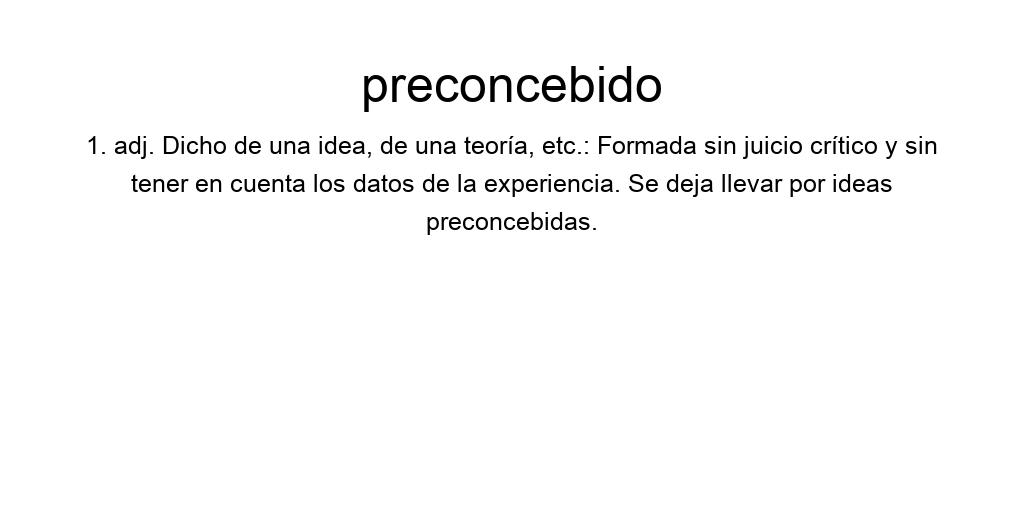 preconcebido
1. adj. Dicho de una idea, de una teoría, etc.: Formada sin juicio crítico y sin
tener en cuenta los datos de la experiencia. Se deja llevar por ideas
preconcebidas.